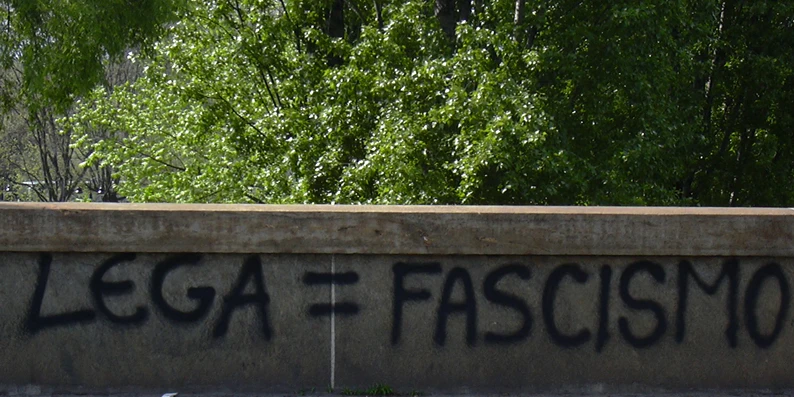 LEGA = FASCISMO